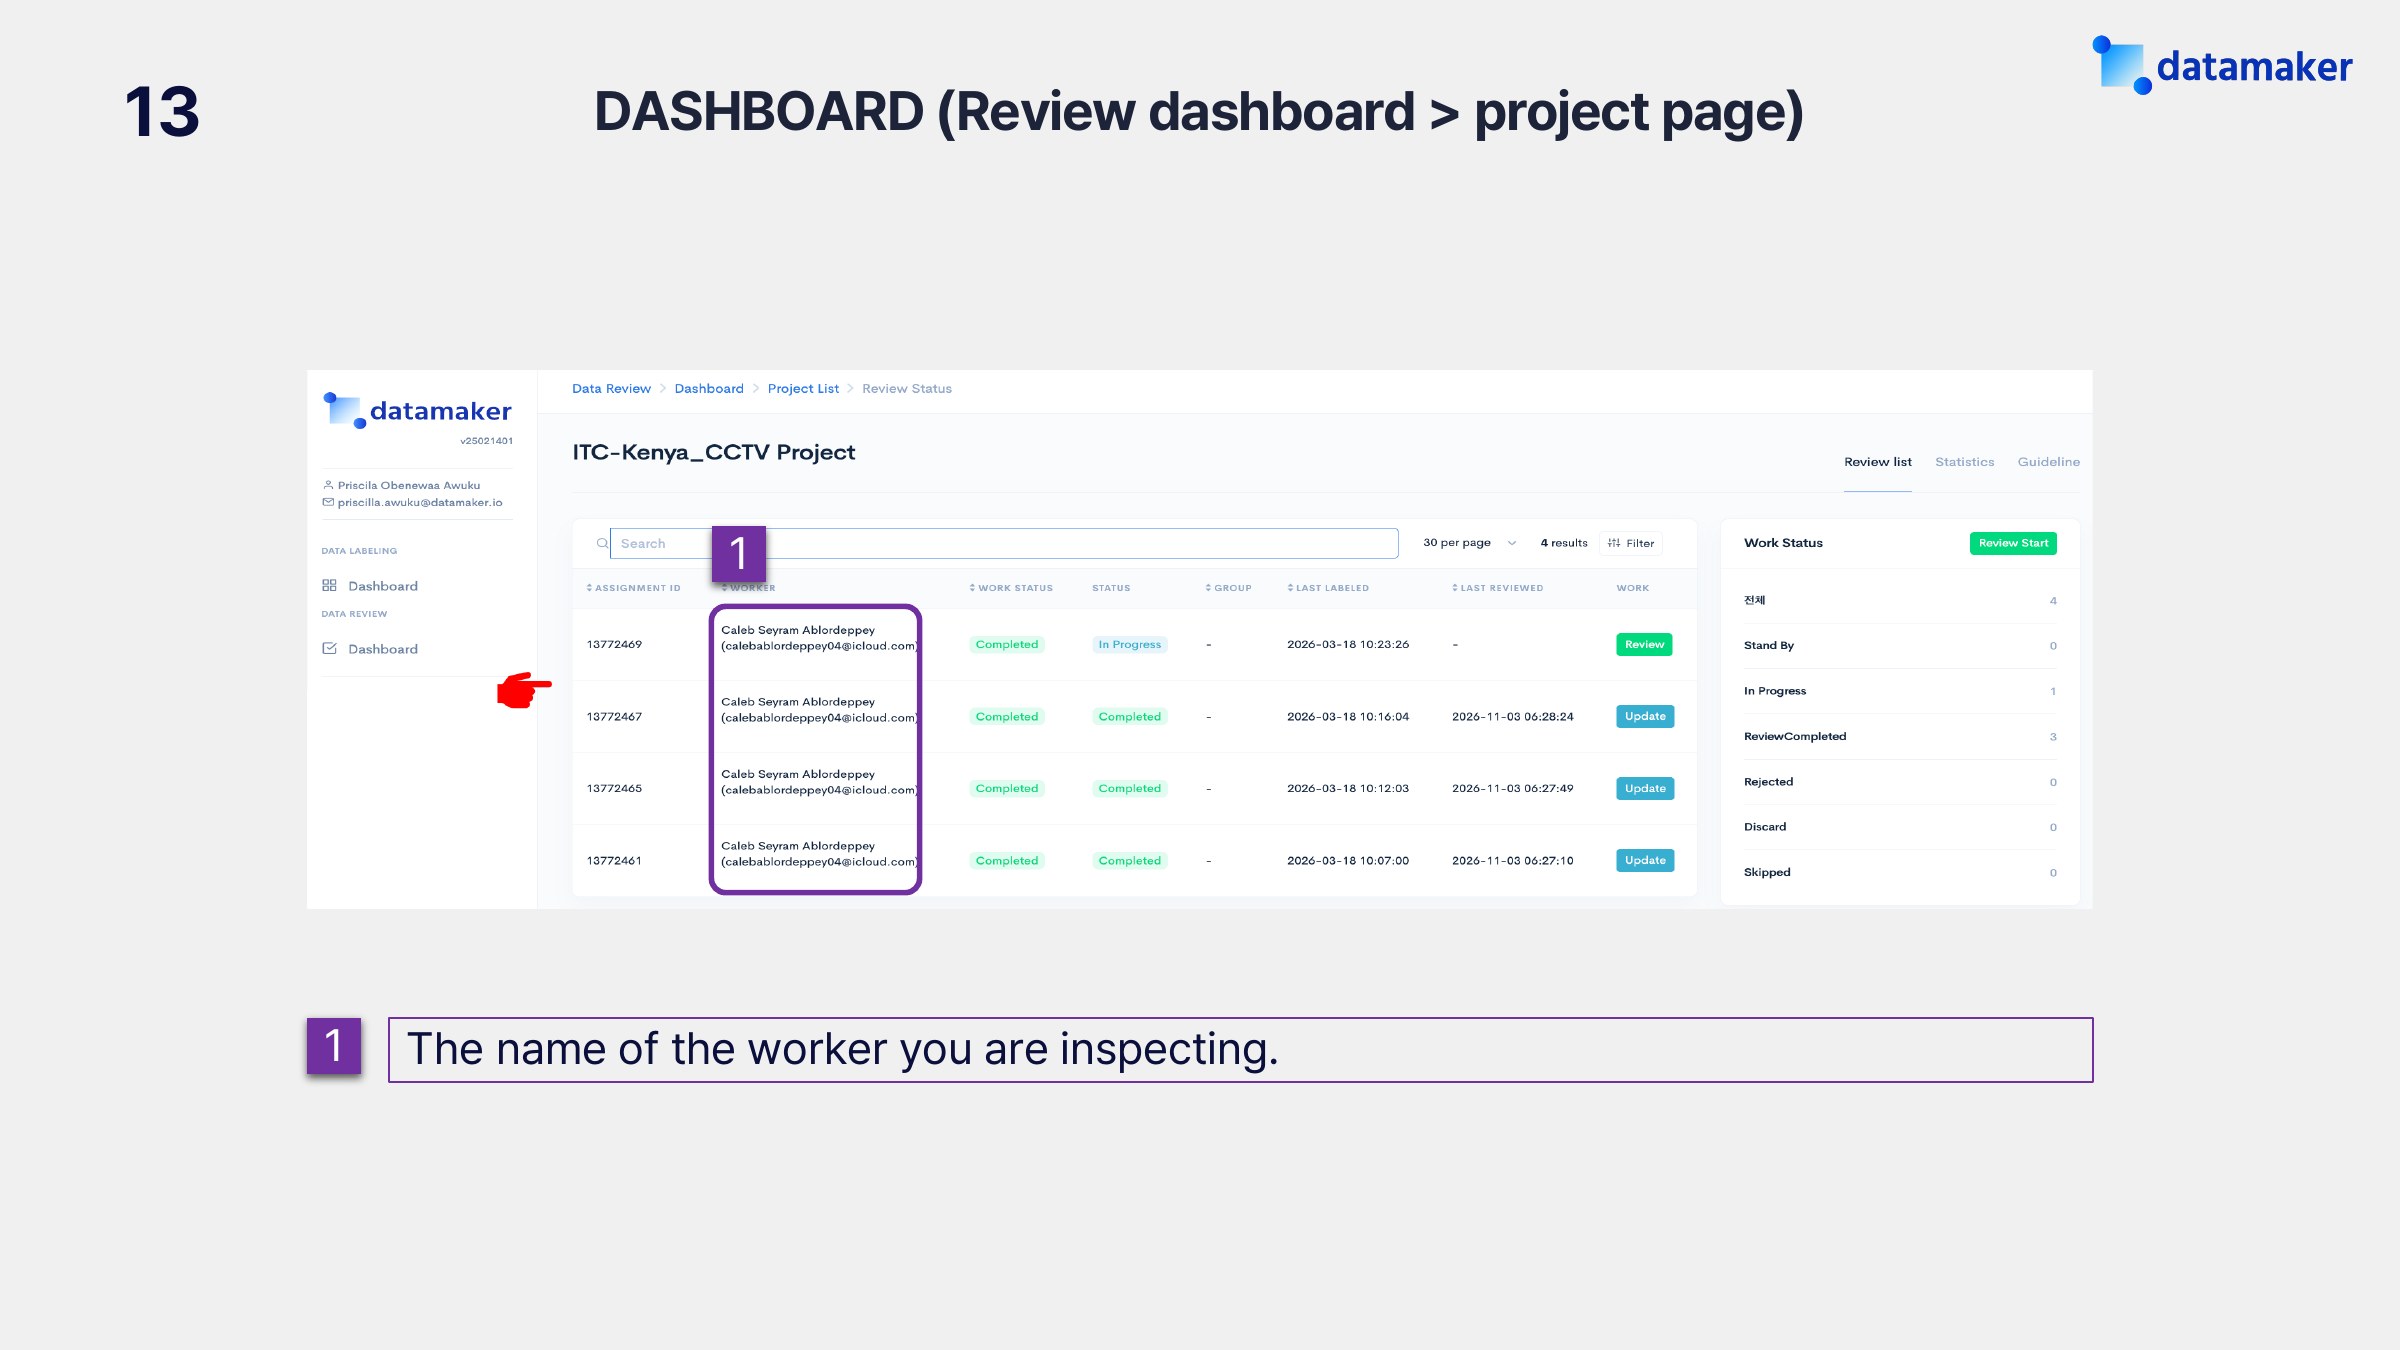 13
DASHBOARD (Review dashboard > project page)
datamaker
datamaker
v25021401
Priscila Obenewaa Awuku
priscilla.awuku@datamaker.io
DATA LABELING
Dashboard
DATA REVIEW
Dashboard
Data Review > Dashboard > Project List > Review Status
ITC-Kenya_CCTV Project
Review list Statistics Guideline
Search
1
30 per page 4 results Filter
ASSIGNMENT ID WORKER WORK STATUS STATUS GROUP LAST LABELED LAST REVIEWED WORK
Caleb Seyram Ablordeppey
13772469 (calebablordeppey04@icloud.com) Completed In Progress - 2026-03-18 10:23:26 - Review
Caleb Seyram Ablordeppey
13772467 (calebablordeppey04@icloud.com) Completed Completed - 2026-03-18 10:16:04 2026-11-03 06:28:24 Update
Caleb Seyram Ablordeppey
13772465 (calebablordeppey04@icloud.com) Completed Completed - 2026-03-18 10:12:03 2026-11-03 06:27:49 Update
Caleb Seyram Ablordeppey
13772461 (calebablordeppey04@icloud.com) Completed Completed - 2026-03-18 10:07:00 2026-11-03 06:27:10 Update
Work Status Review Start
전체 4
Stand By 0
In Progress 1
ReviewCompleted 3
Rejected 0
Discard 0
Skipped 0
1 The name of the worker you are inspecting.